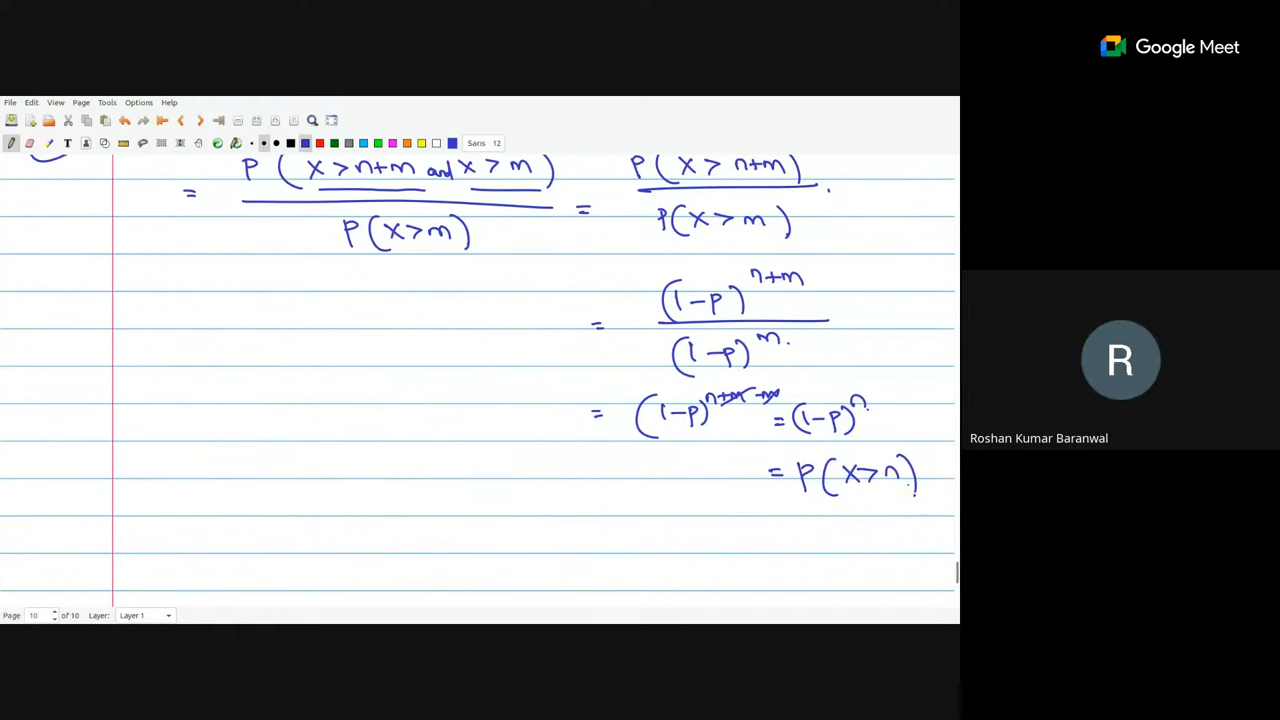 Google Meet
File Edit View Page Tools Options Help
Sans 12
= P(X>n+m and X>m) / P(X>m) = P(X>n+m) / P(X>m).
= (1-p)^{n+m} / (1-p)^m.
= (1-p)^{n+m-m} = (1-p)^n.
= P(X>n).
R
Roshan Kumar Baranwal
Page 10 of 10 Layer: Layer 1